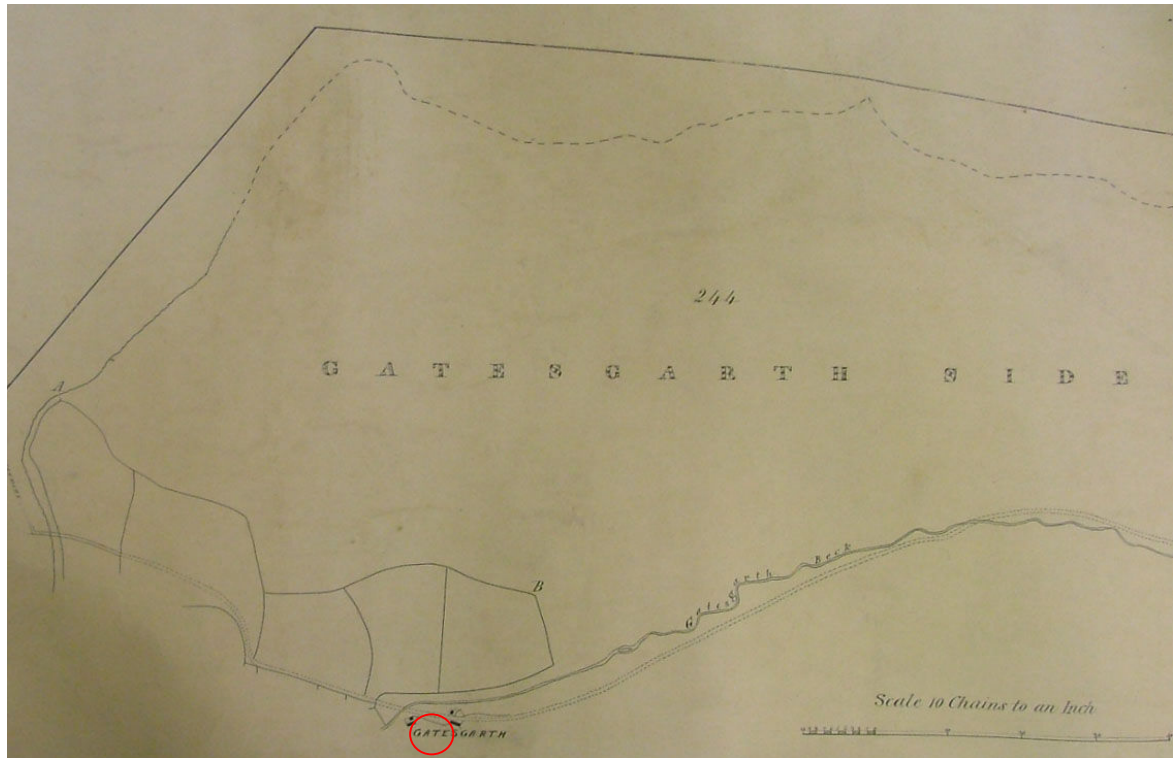 244
GATESGARTH SIDE
A
B
Gatesgarth Beck
Scale 10 Chains to an Inch
GATESGARTH